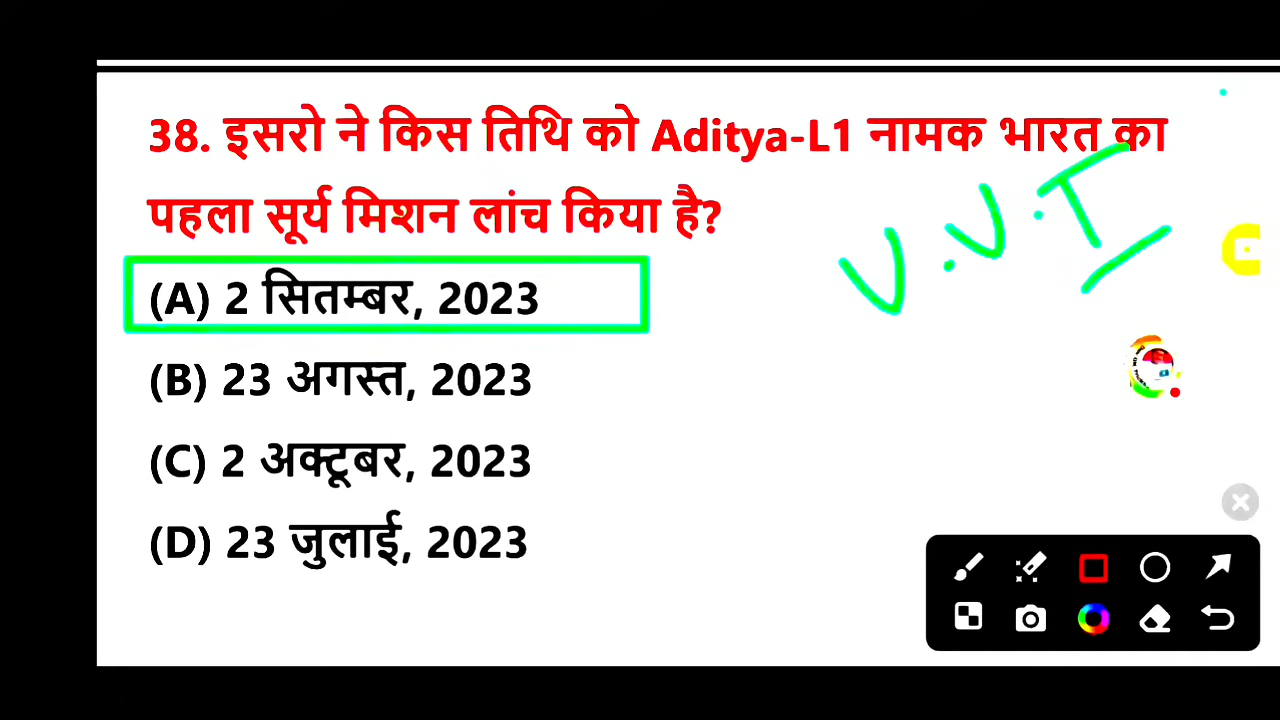 38. इसरो ने किस तिथि को Aditya-L1 नामक भारत का
पहला सूर्य मिशन लांच किया है?
V.V.I
(A) 2 सितम्बर, 2023
(B) 23 अगस्त, 2023
(C) 2 अक्टूबर, 2023
(D) 23 जुलाई, 2023